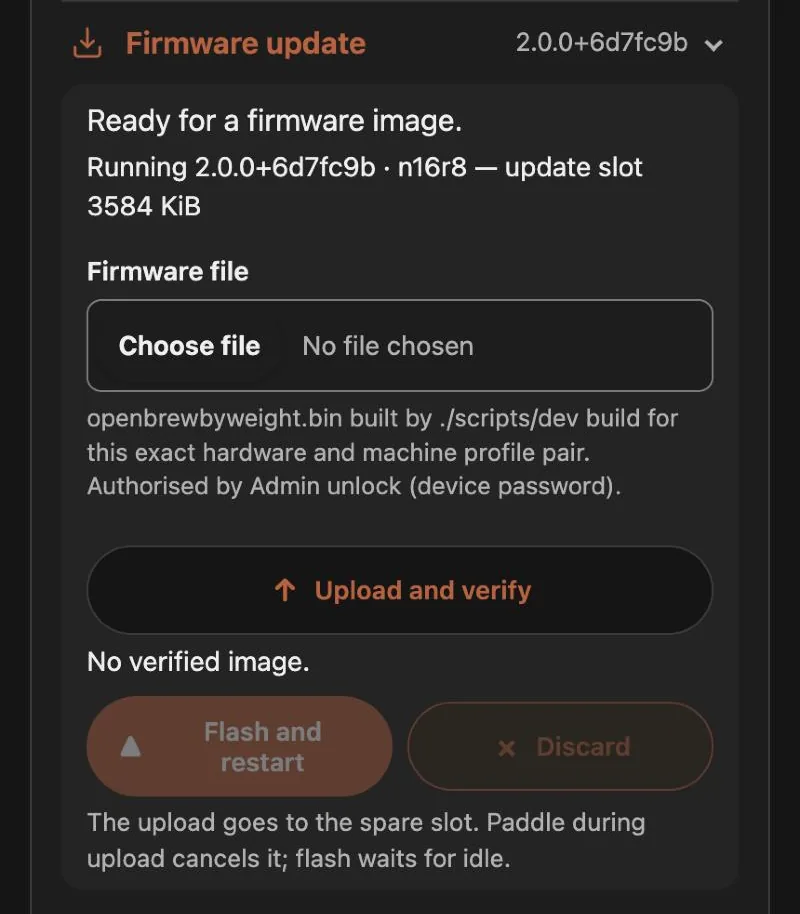 Firmware update
2.0.0+6d7fc9b
Ready for a firmware image.
Running 2.0.0+6d7fc9b · n16r8 — update slot
3584 KiB
Firmware file
Choose file
No file chosen
openbrewbyweight.bin built by ./scripts/dev build for
this exact hardware and machine profile pair.
Authorised by Admin unlock (device password).
Upload and verify
No verified image.
Flash and
restart
Discard
The upload goes to the spare slot. Paddle during
upload cancels it; flash waits for idle.